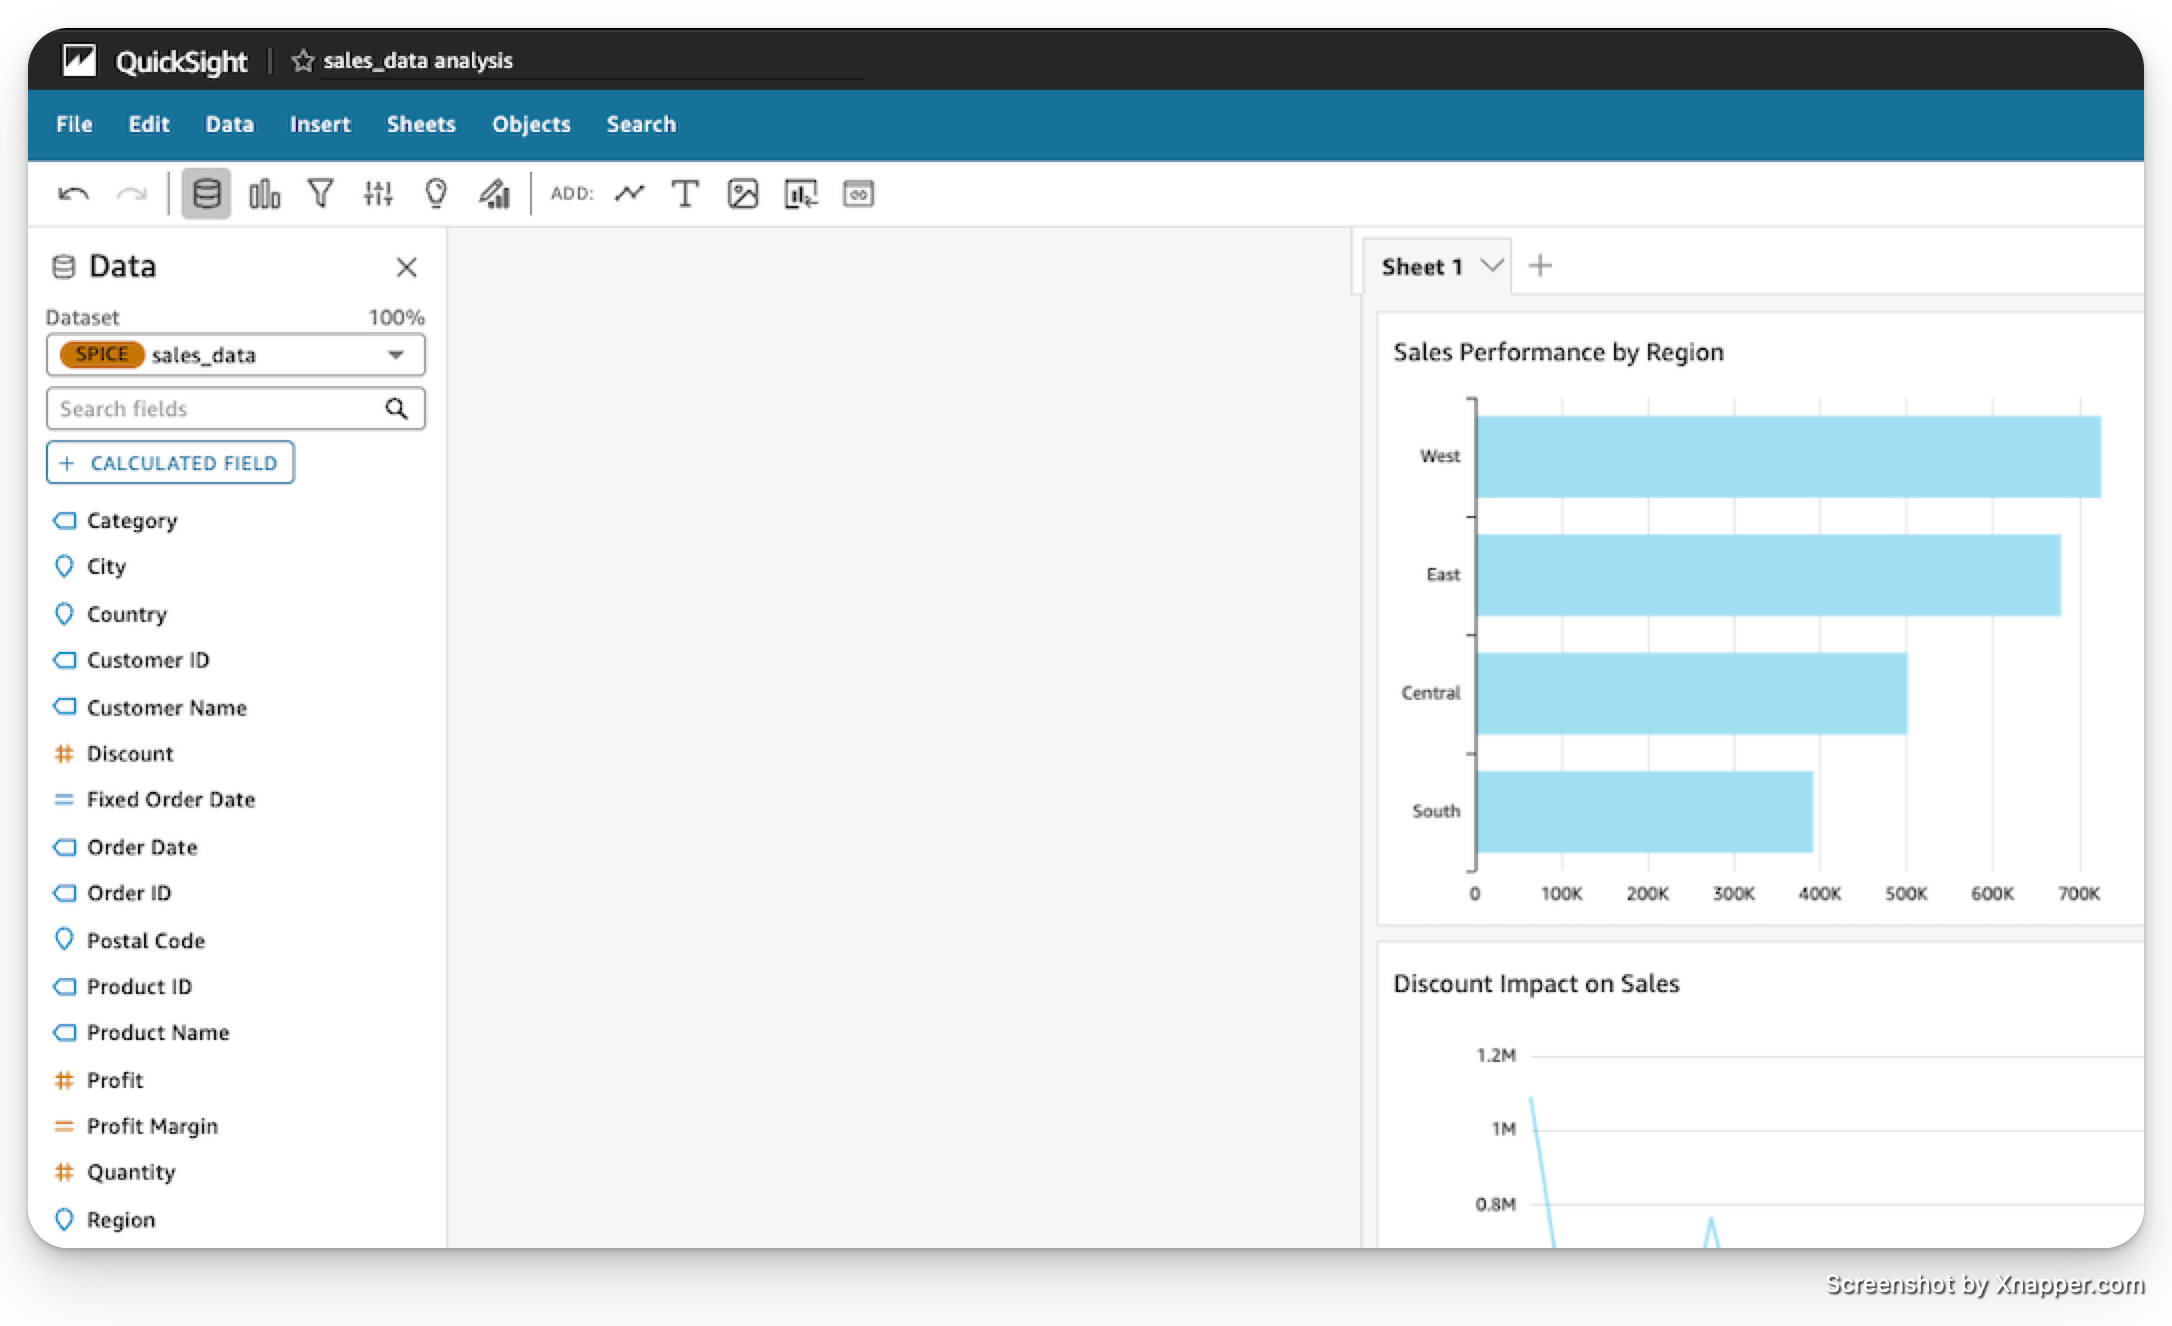 QuickSight
sales_data analysis
File Edit Data Insert Sheets Objects Search
ADD:
Data
Dataset 100%
SPICE sales_data
Search fields
+ CALCULATED FIELD
Category
City
Country
Customer ID
Customer Name
Discount
Fixed Order Date
Order Date
Order ID
Postal Code
Product ID
Product Name
Profit
Profit Margin
Quantity
Region
Sheet 1
Sales Performance by Region
West
East
Central
South
0 100K 200K 300K 400K 500K 600K 700K
Discount Impact on Sales
1.2M
1M
0.8M
Screenshot by Xnapper.com